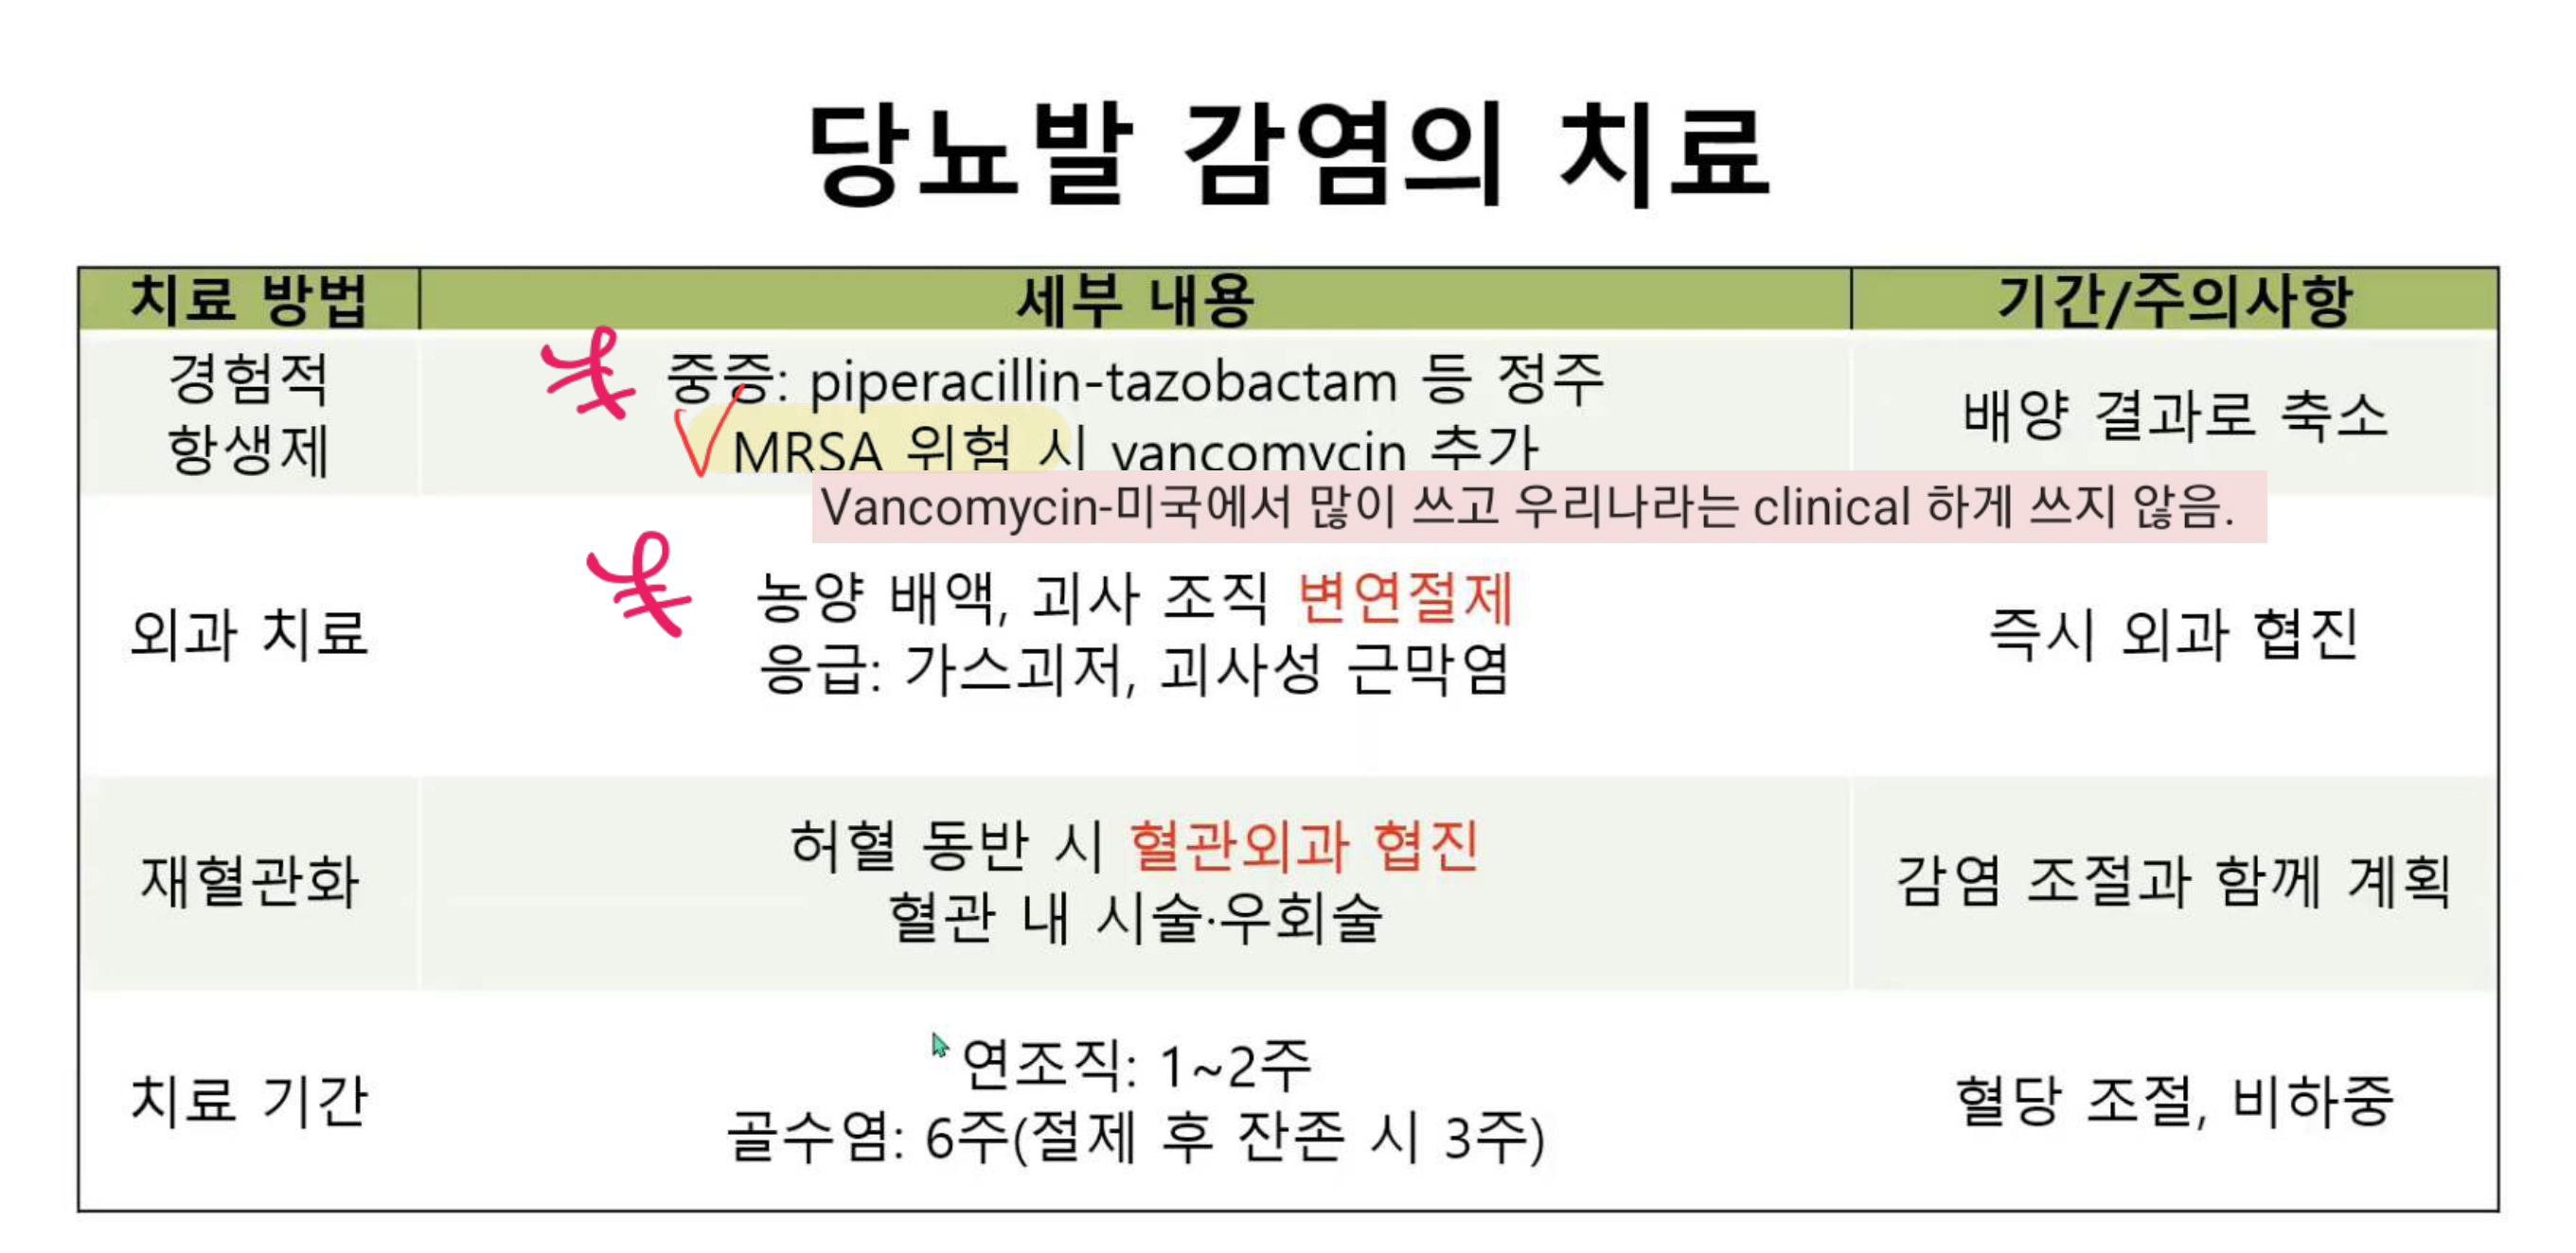 당뇨발 감염의 치료
치료 방법
세부 내용
기간/주의사항
경험적
항생제
중증: piperacillin-tazobactam 등 정주
MRSA 위험 시 vancomycin 추가
배양 결과로 축소
Vancomycin-미국에서 많이 쓰고 우리나라는 clinical 하게 쓰지 않음.
외과 치료
농양 배액, 괴사 조직 변연절제
응급: 가스괴저, 괴사성 근막염
즉시 외과 협진
재혈관화
허혈 동반 시 혈관외과 협진
혈관 내 시술·우회술
감염 조절과 함께 계획
치료 기간
연조직: 1~2주
골수염: 6주(절제 후 잔존 시 3주)
혈당 조절, 비하중